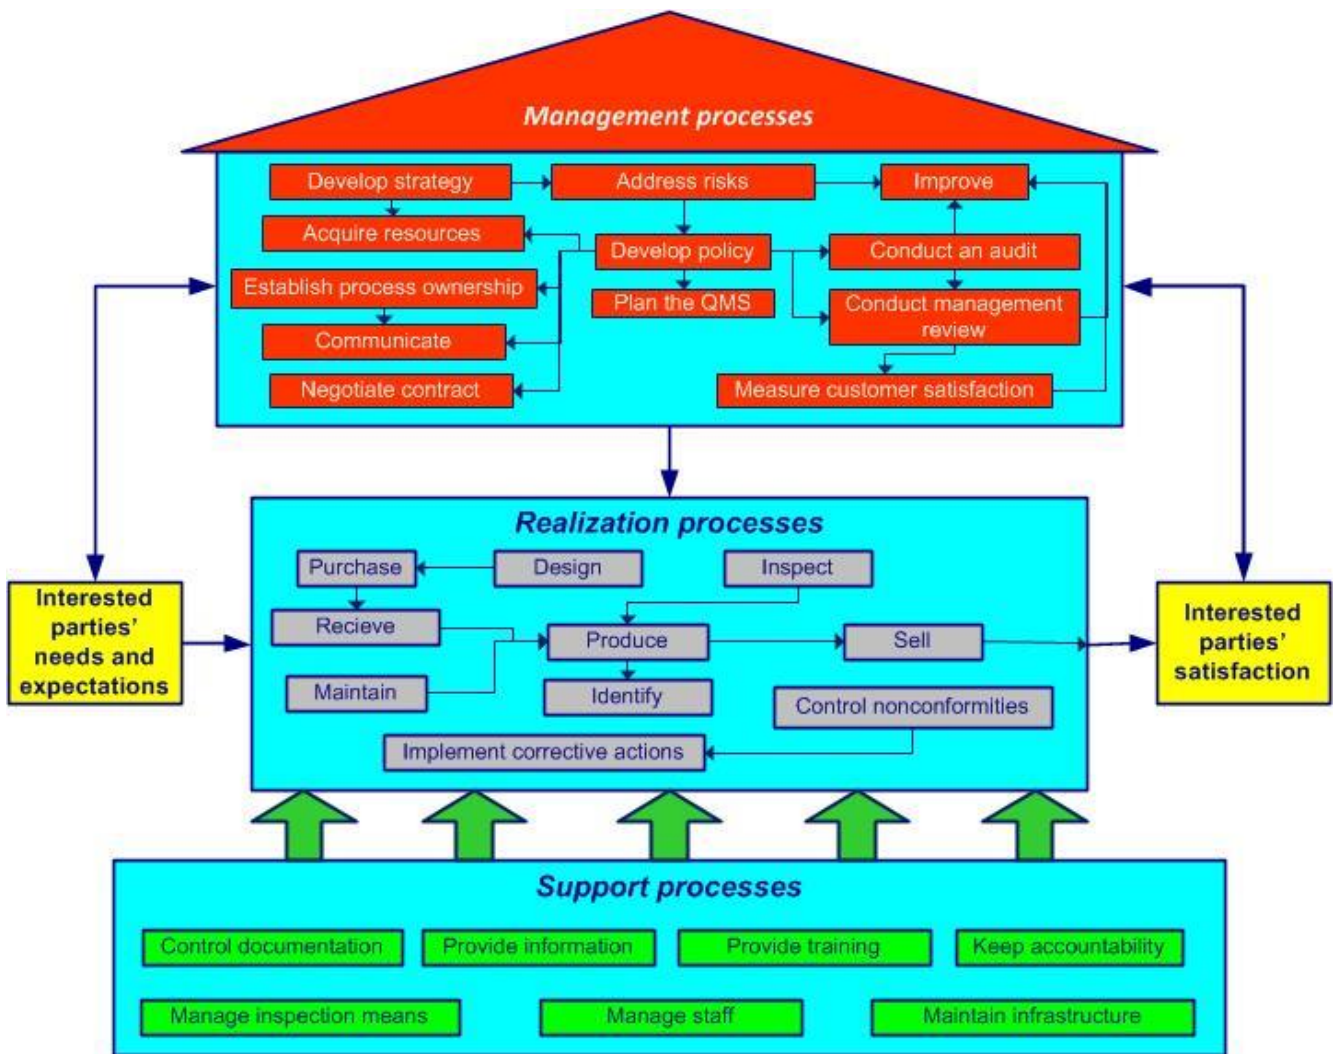 Management processes
Develop strategy
Address risks
Improve
Acquire resources
Develop policy
Conduct an audit
Establish process ownership
Plan the QMS
Conduct management
review
Communicate
Negotiate contract
Measure customer satisfaction
Realization processes
Purchase
Design
Inspect
Interested
parties’
needs and
expectations
Recieve
Produce
Sell
Interested
parties’
satisfaction
Maintain
Identify
Control nonconformities
Implement corrective actions
Support processes
Control documentation
Provide information
Provide training
Keep accountability
Manage inspection means
Manage staff
Maintain infrastructure